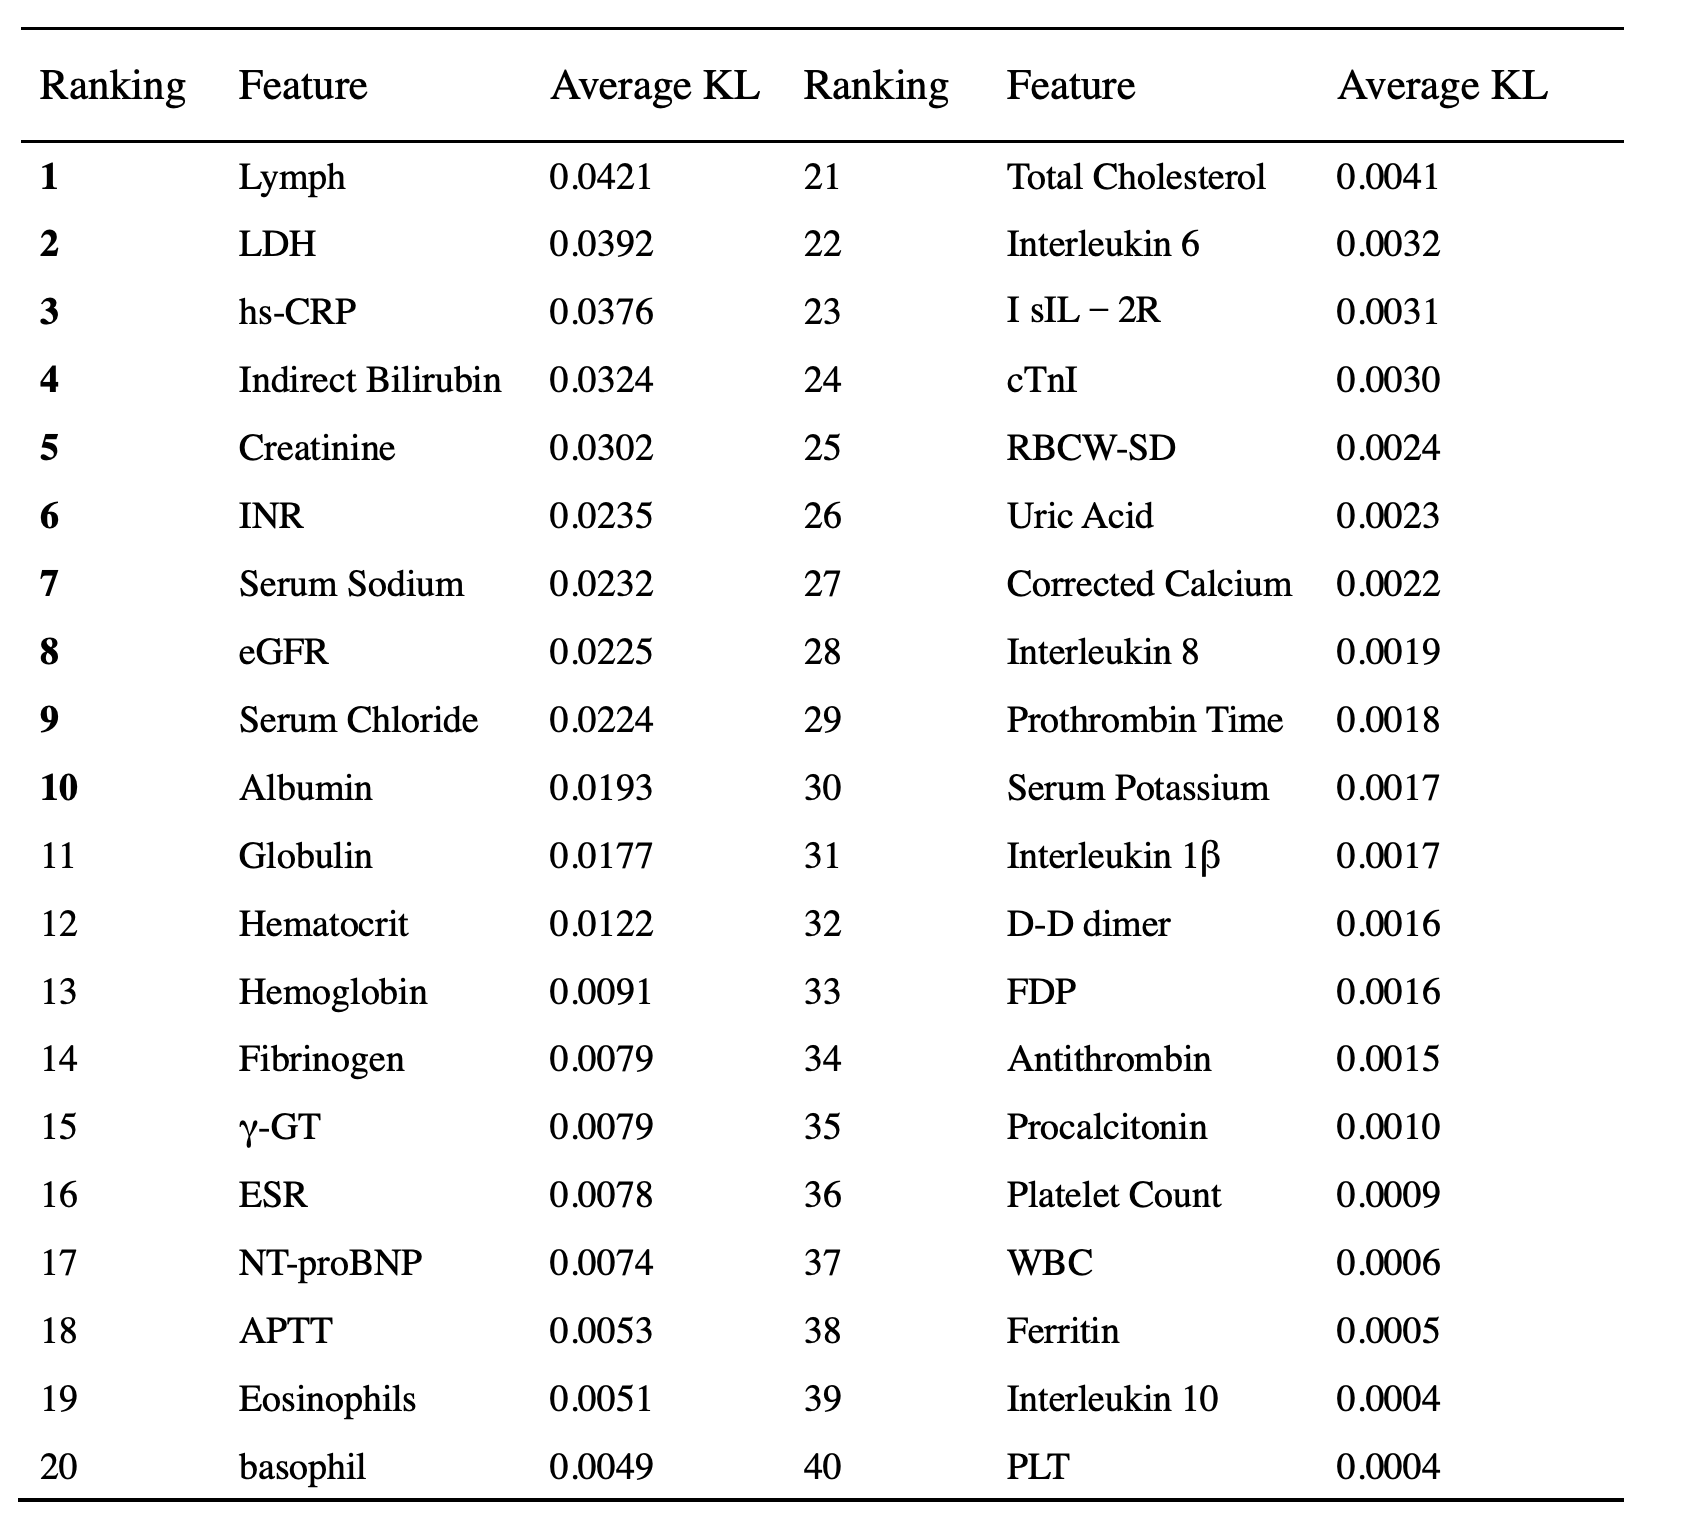 Ranking Feature Average KL Ranking Feature Average KL
1 Lymph 0.0421 21 Total Cholesterol 0.0041
2 LDH 0.0392 22 Interleukin 6 0.0032
3 hs-CRP 0.0376 23 I sIL − 2R 0.0031
4 Indirect Bilirubin 0.0324 24 cTnI 0.0030
5 Creatinine 0.0302 25 RBCW-SD 0.0024
6 INR 0.0235 26 Uric Acid 0.0023
7 Serum Sodium 0.0232 27 Corrected Calcium 0.0022
8 eGFR 0.0225 28 Interleukin 8 0.0019
9 Serum Chloride 0.0224 29 Prothrombin Time 0.0018
10 Albumin 0.0193 30 Serum Potassium 0.0017
11 Globulin 0.0177 31 Interleukin 1β 0.0017
12 Hematocrit 0.0122 32 D-D dimer 0.0016
13 Hemoglobin 0.0091 33 FDP 0.0016
14 Fibrinogen 0.0079 34 Antithrombin 0.0015
15 γ-GT 0.0079 35 Procalcitonin 0.0010
16 ESR 0.0078 36 Platelet Count 0.0009
17 NT-proBNP 0.0074 37 WBC 0.0006
18 APTT 0.0053 38 Ferritin 0.0005
19 Eosinophils 0.0051 39 Interleukin 10 0.0004
20 basophil 0.0049 40 PLT 0.0004